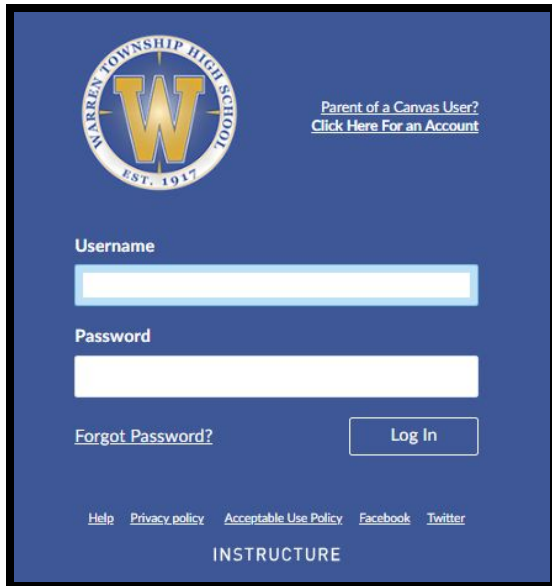 WARREN TOWNSHIP HIGH SCHOOL
W
EST. 1917
Parent of a Canvas User?
Click Here For an Account
Username
Password
Forgot Password?
Log In
Help Privacy policy Acceptable Use Policy Facebook Twitter
INSTRUCTURE